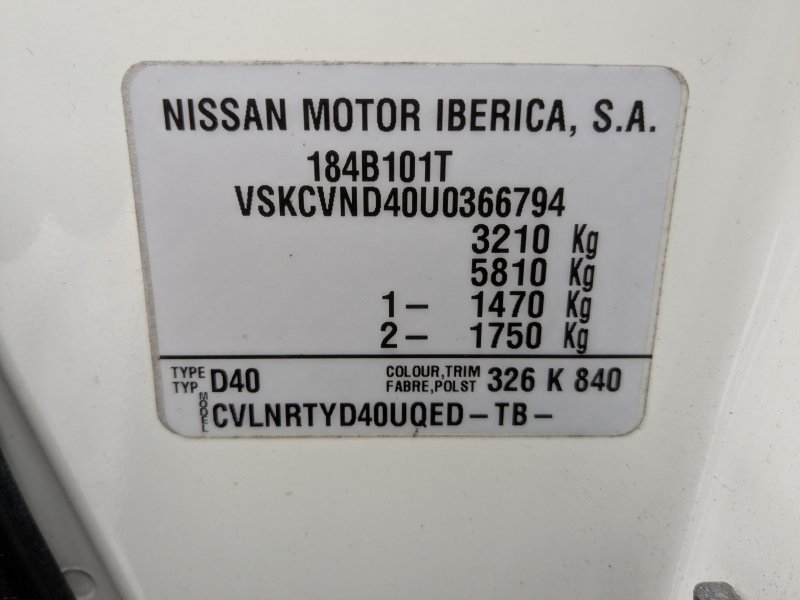 NISSAN MOTOR IBERICA, S.A.
184B101T
VSKCVND40U0366794
3210 Kg
5810 Kg
1- 1470 Kg
2- 1750 Kg
TYPE TYP D40 COLOUR,TRIM FABRE,POLST 326 K 840
MODEL CVLNRTYD40UQED-TB-